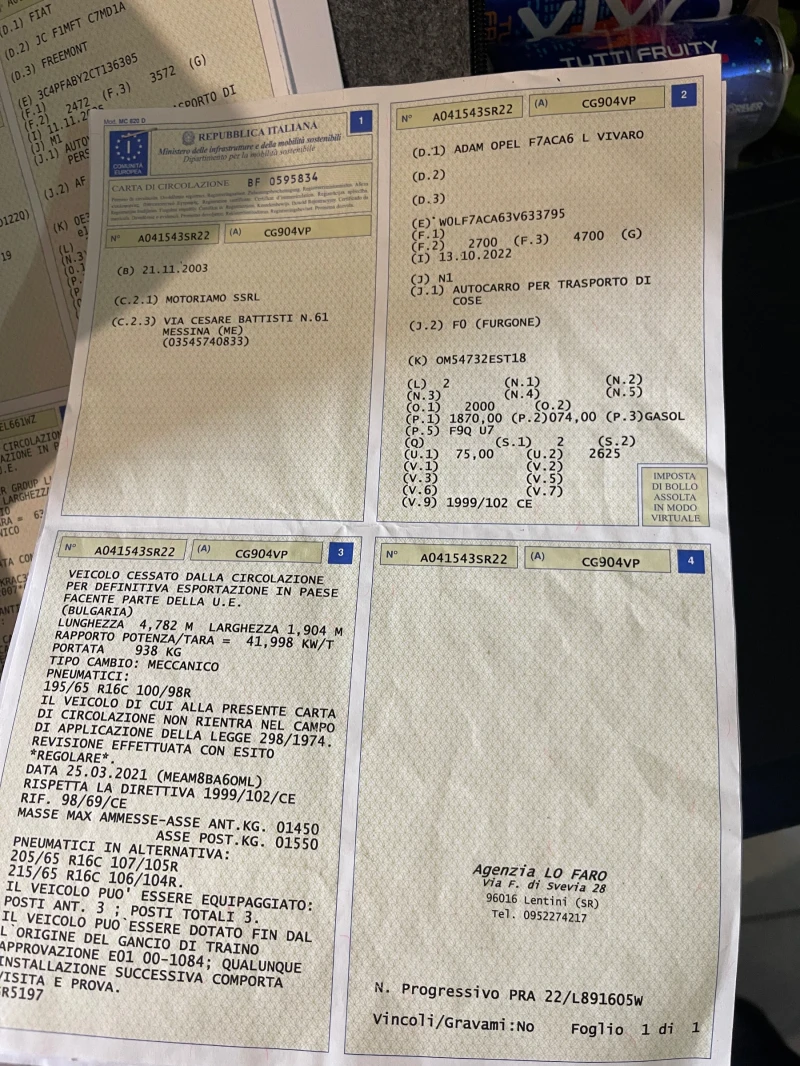 (D.1) FIAT
(D.2) JC F1MFT C7MD1A
(D.3) FREEMONT
(E) 3C4PFABY2CT136305
(F.1)
(F.2) 2472 (F.3) 3572 (G)
(J) M1
(J.2) AF
VIVO
TUTTI FRUITY
Mod. MC 820 D
1
I
COMUNITÀ
EUROPEA
REPUBBLICA ITALIANA
Ministero delle infrastrutture e della mobilità sostenibili
Dipartimento per la mobilità sostenibile
CARTA DI CIRCOLAZIONE BF 0595834
N° A041543SR22 (A) CG904VP
(B) 21.11.2003
(C.2.1) MOTORIAMO SSRL
(C.2.3) VIA CESARE BATTISTI N.61
MESSINA (ME)
(03545740833)
N° A041543SR22 (A) CG904VP 2
(D.1) ADAM OPEL F7ACA6 L VIVARO
(D.2)
(D.3)
(E)*W0LF7ACA63V633795
(F.1)
(F.2) 2700 (F.3) 4700 (G)
(I) 13.10.2022
(J) N1
(J.1) AUTOCARRO PER TRASPORTO DI
COSE
(J.2) F0 (FURGONE)
(K) OM54732EST18
(L) 2 (N.1) (N.2)
(N.3) (N.4) (N.5)
(O.1) 2000 (O.2)
(P.1) 1870,00 (P.2)074,00 (P.3)GASOL
(P.5) F9Q U7
(Q) (S.1) 2 (S.2)
(U.1) 75,00 (U.2) 2625
(V.1) (V.2)
(V.3) (V.5)
(V.6) (V.7)
(V.9) 1999/102 CE
IMPOSTA
DI BOLLO
ASSOLTA
IN MODO
VIRTUALE
N° A041543SR22 (A) CG904VP 3
VEICOLO CESSATO DALLA CIRCOLAZIONE
PER DEFINITIVA ESPORTAZIONE IN PAESE
FACENTE PARTE DELLA U.E.
(BULGARIA)
LUNGHEZZA 4,782 M LARGHEZZA 1,904 M
RAPPORTO POTENZA/TARA = 41,998 KW/T
PORTATA 938 KG
TIPO CAMBIO: MECCANICO
PNEUMATICI:
195/65 R16C 100/98R
IL VEICOLO DI CUI ALLA PRESENTE CARTA
DI CIRCOLAZIONE NON RIENTRA NEL CAMPO
DI APPLICAZIONE DELLA LEGGE 298/1974.
REVISIONE EFFETTUATA CON ESITO
*REGOLARE*.
DATA 25.03.2021 (MEAM8BA6OML)
RISPETTA LA DIRETTIVA 1999/102/CE
RIF. 98/69/CE
MASSE MAX AMMESSE-ASSE ANT.KG. 01450
ASSE POST.KG. 01550
PNEUMATICI IN ALTERNATIVA:
205/65 R16C 107/105R
215/65 R16C 106/104R.
IL VEICOLO PUO' ESSERE EQUIPAGGIATO:
POSTI ANT. 3 ; POSTI TOTALI 3.
IL VEICOLO PUO ESSERE DOTATO FIN DAL
L'ORIGINE DEL GANCIO DI TRAINO
APPROVAZIONE E01 00-1084; QUALUNQUE
INSTALLAZIONE SUCCESSIVA COMPORTA
VISITA E PROVA.
SR5197
N° A041543SR22 (A) CG904VP 4
Agenzia LO FARO
Via F. di Svevia 28
96016 Lentini (SR)
Tel. 0952274217
N. Progressivo PRA 22/L891605W
Vincoli/Gravami:No Foglio 1 di 1